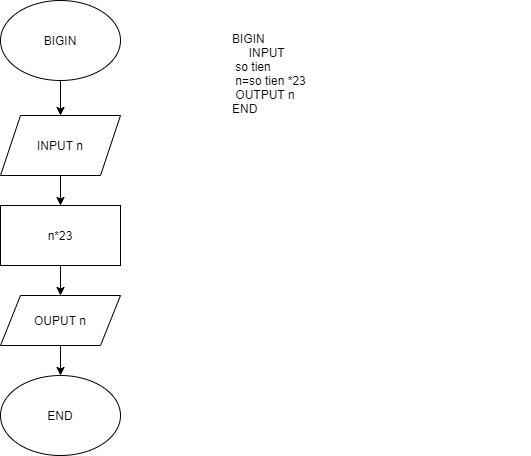 BIGIN
INPUT n
n*23
OUPUT n
END
BIGIN
INPUT
so tien
n=so tien *23
OUTPUT n
END